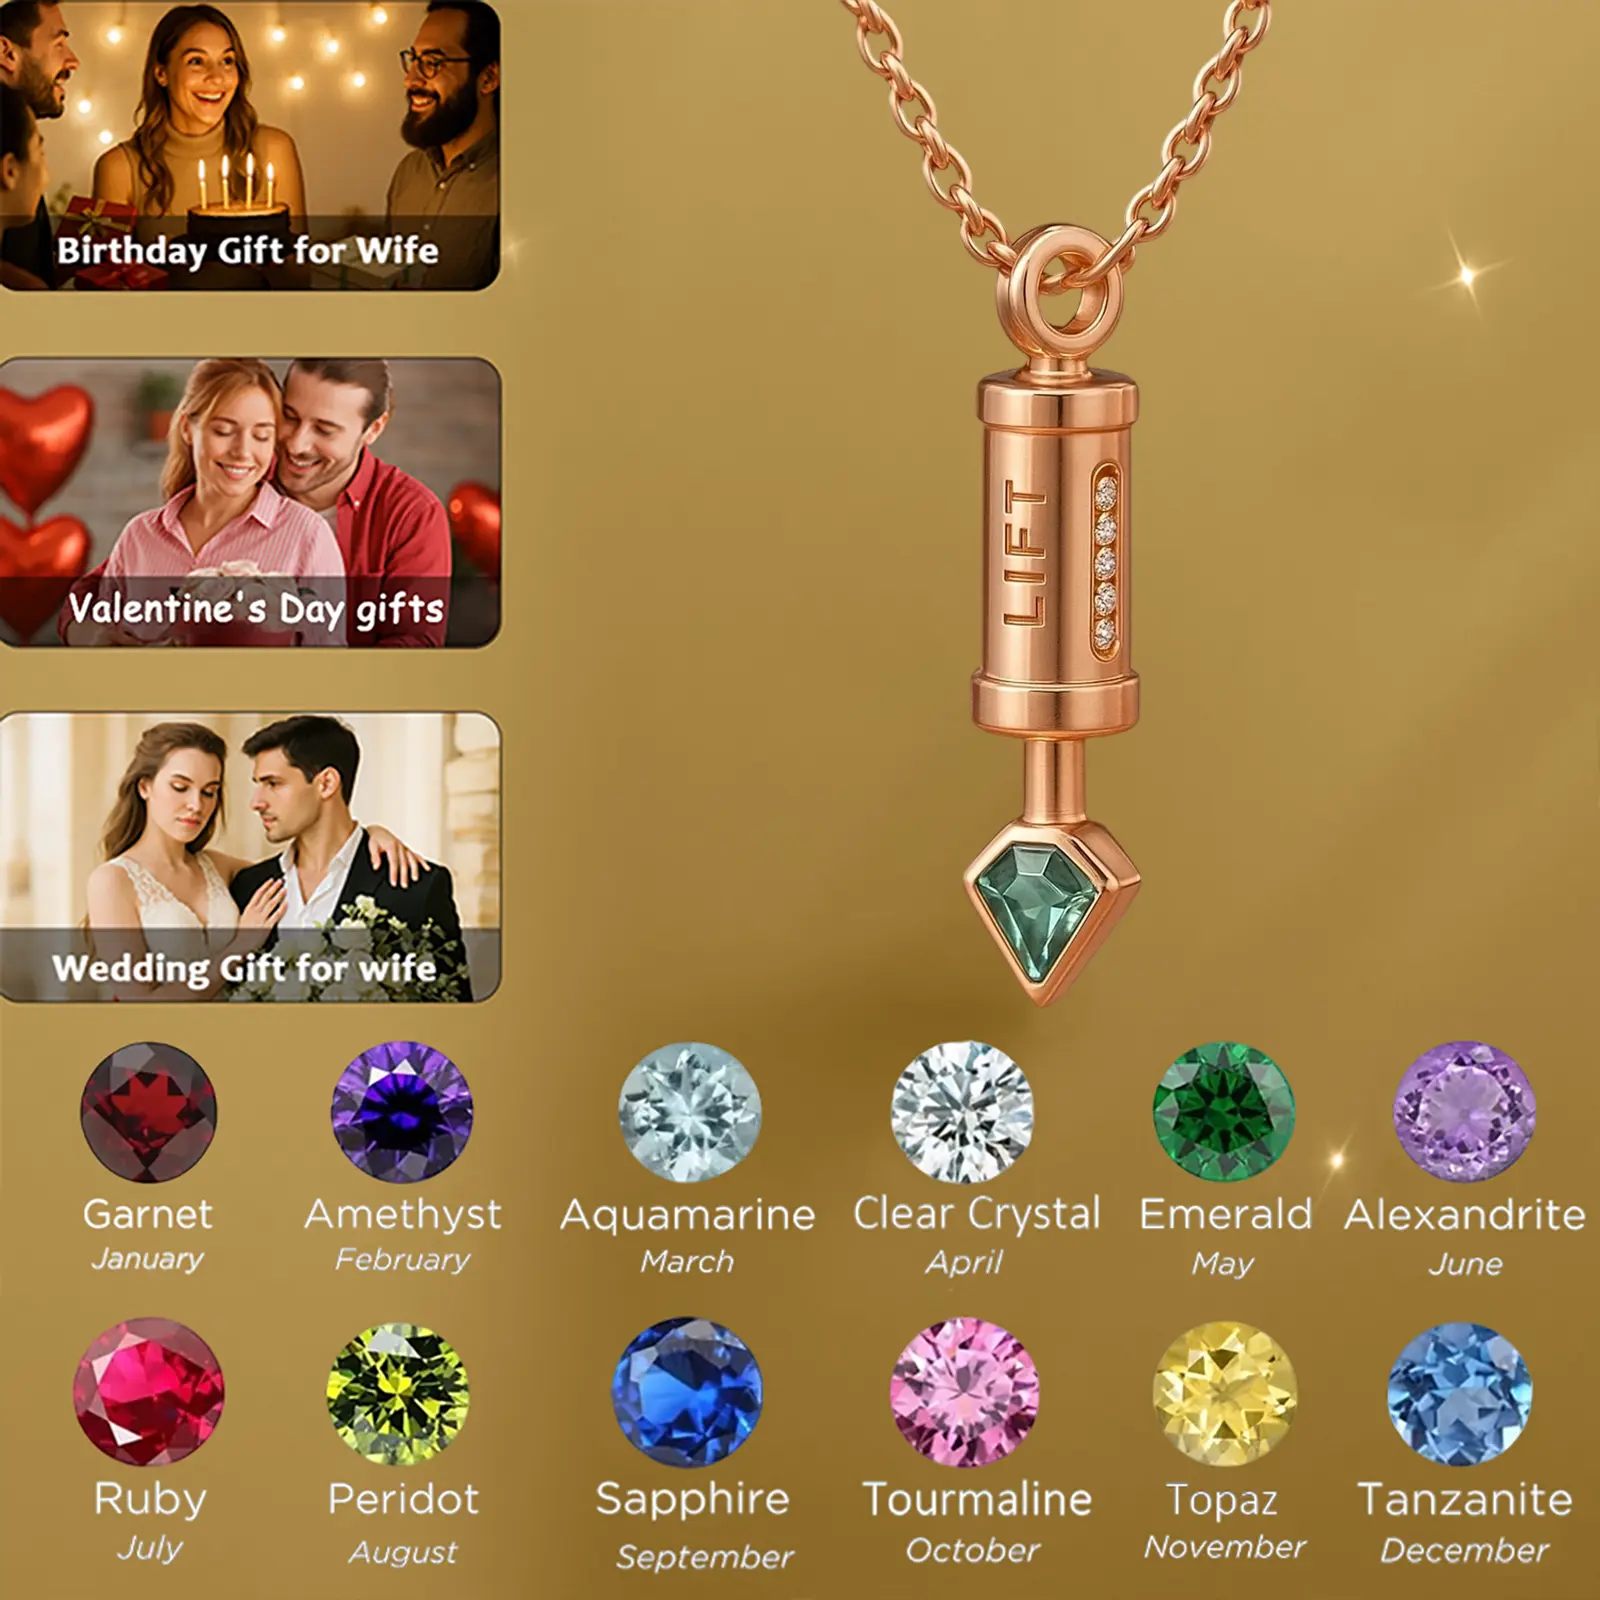 Birthday Gift for Wife
Valentine's Day gifts
Wedding Gift for wife
LIFT
Garnet
January
Amethyst
February
Aquamarine
March
Clear Crystal
April
Emerald
May
Alexandrite
June
Ruby
July
Peridot
August
Sapphire
September
Tourmaline
October
Topaz
November
Tanzanite
December